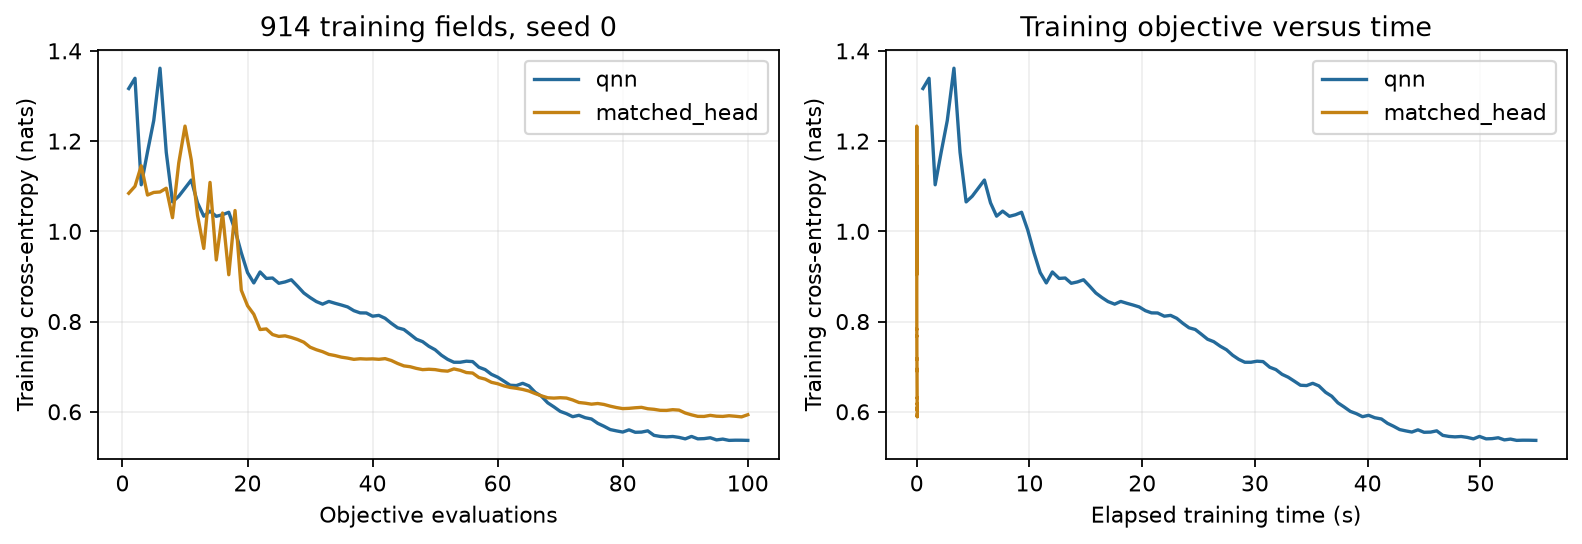 914 training fields, seed 0
Training cross-entropy (nats)
1.4
1.2
1.0
0.8
0.6
qnn
matched_head
0 20 40 60 80 100
Objective evaluations
Training objective versus time
Training cross-entropy (nats)
1.4
1.2
1.0
0.8
0.6
qnn
matched_head
0 10 20 30 40 50
Elapsed training time (s)